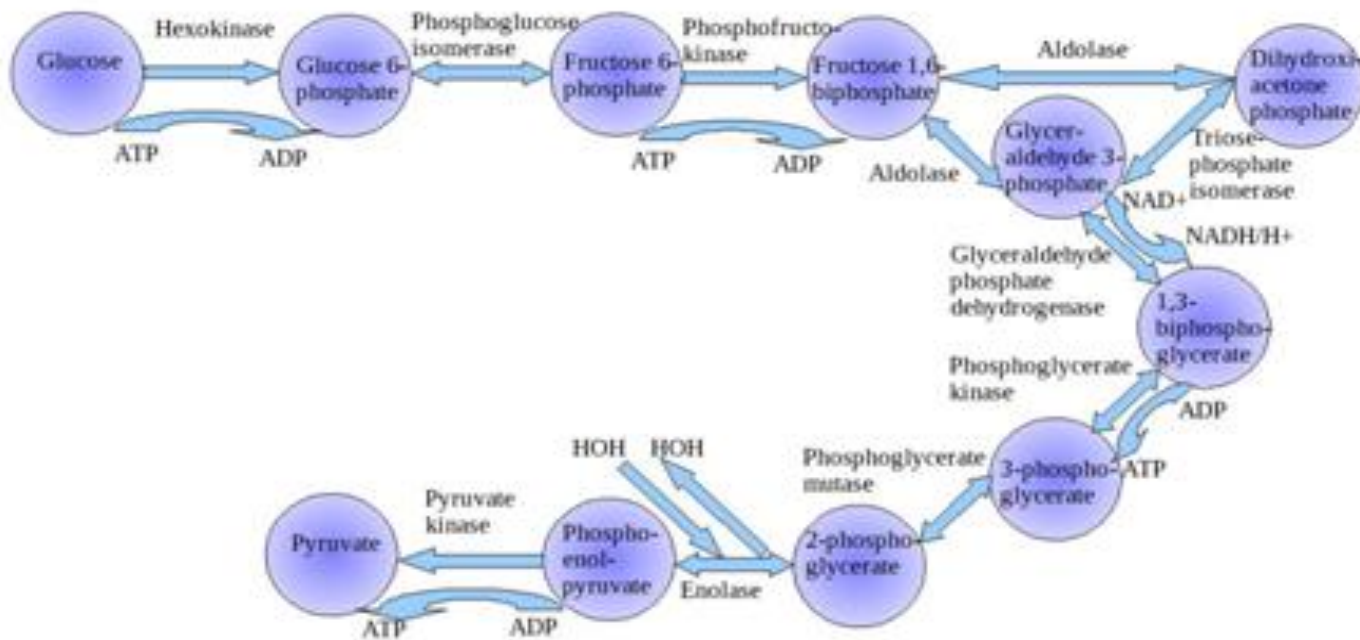 Glucose
Hexokinase
ATP
ADP
Glucose 6-
phosphate
Phosphoglucose
isomerase
Fructose 6-
phosphate
Phosphofructo-
kinase
ATP
ADP
Fructose 1,6-
biphosphate
Aldolase
Dihydroxi-
acetone
phosphate
Aldolase
Glycer-
aldehyde 3-
phosphate
Triose-
phosphate
isomerase
NAD+
NADH/H+
Glyceraldehyde
phosphate
dehydrogenase
1,3-
biphospho-
glycerate
Phosphoglycerate
kinase
ADP
ATP
3-phospho-
glycerate
Phosphoglycerate
mutase
2-phospho-
glycerate
HOH HOH
Enolase
Phospho-
enol-
pyruvate
Pyruvate
kinase
ATP
ADP
Pyruvate